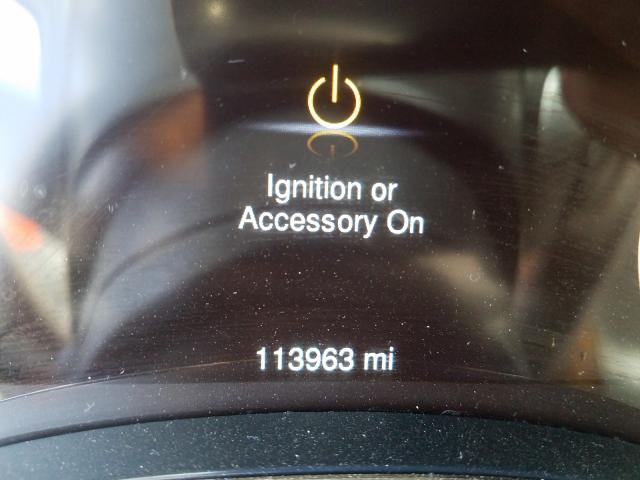 Ignition or
Accessory On
113963 mi